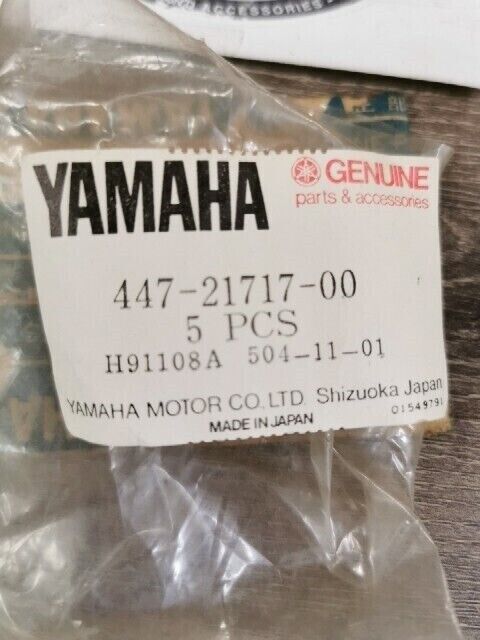 ACCESSORIES
YAMAHA
GENUINE
parts & accessories
447-21717-00
5 PCS
H91108A 504-11-01
YAMAHA MOTOR CO., LTD. Shizuoka Japan
MADE IN JAPAN
01549791